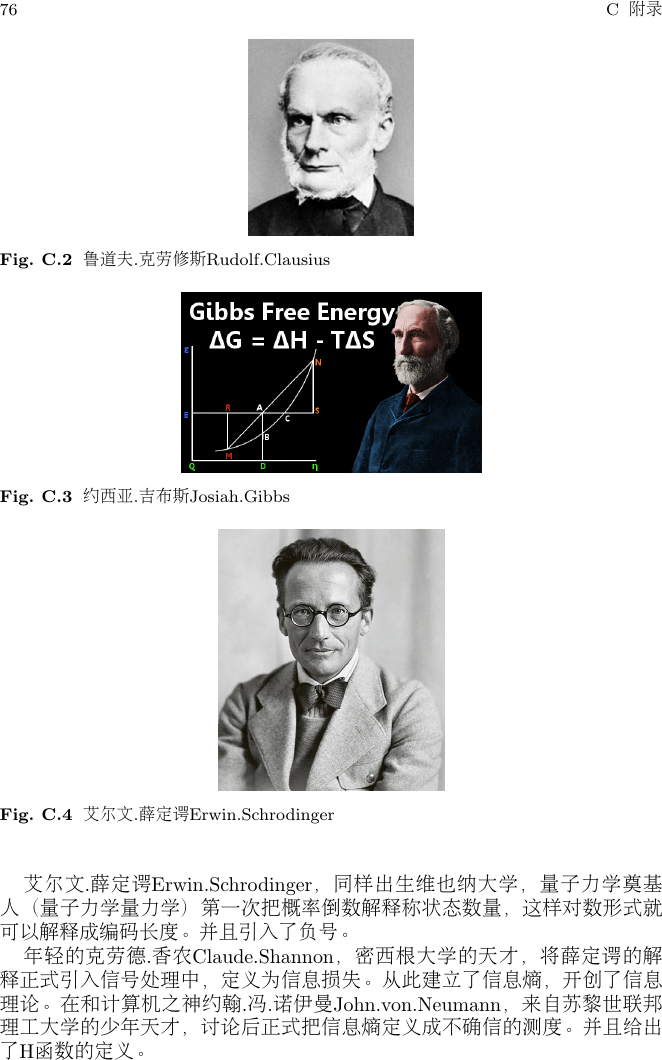 76
C 附录
Fig. C.2 鲁道夫.克劳修斯Rudolf.Clausius
Gibbs Free Energy
ΔG = ΔH - TΔS
ε
N
E
R
A
S
C
B
M
Q
D
η
Fig. C.3 约西亚.吉布斯Josiah.Gibbs
Fig. C.4 艾尔文.薛定谔Erwin.Schrodinger
艾尔文.薛定谔Erwin.Schrodinger，同样出生维也纳大学，量子力学奠基
人（量子力学量力学）第一次把概率倒数解释称状态数量，这样对数形式就
可以解释成编码长度。并且引入了负号。
年轻的克劳德.香农Claude.Shannon，密西根大学的天才，将薛定谔的解
释正式引入信号处理中，定义为信息损失。从此建立了信息熵，开创了信息
理论。在和计算机之神约翰.冯.诺伊曼John.von.Neumann，来自苏黎世联邦
理工大学的少年天才，讨论后正式把信息熵定义成不确信的测度。并且给出
了H函数的定义。